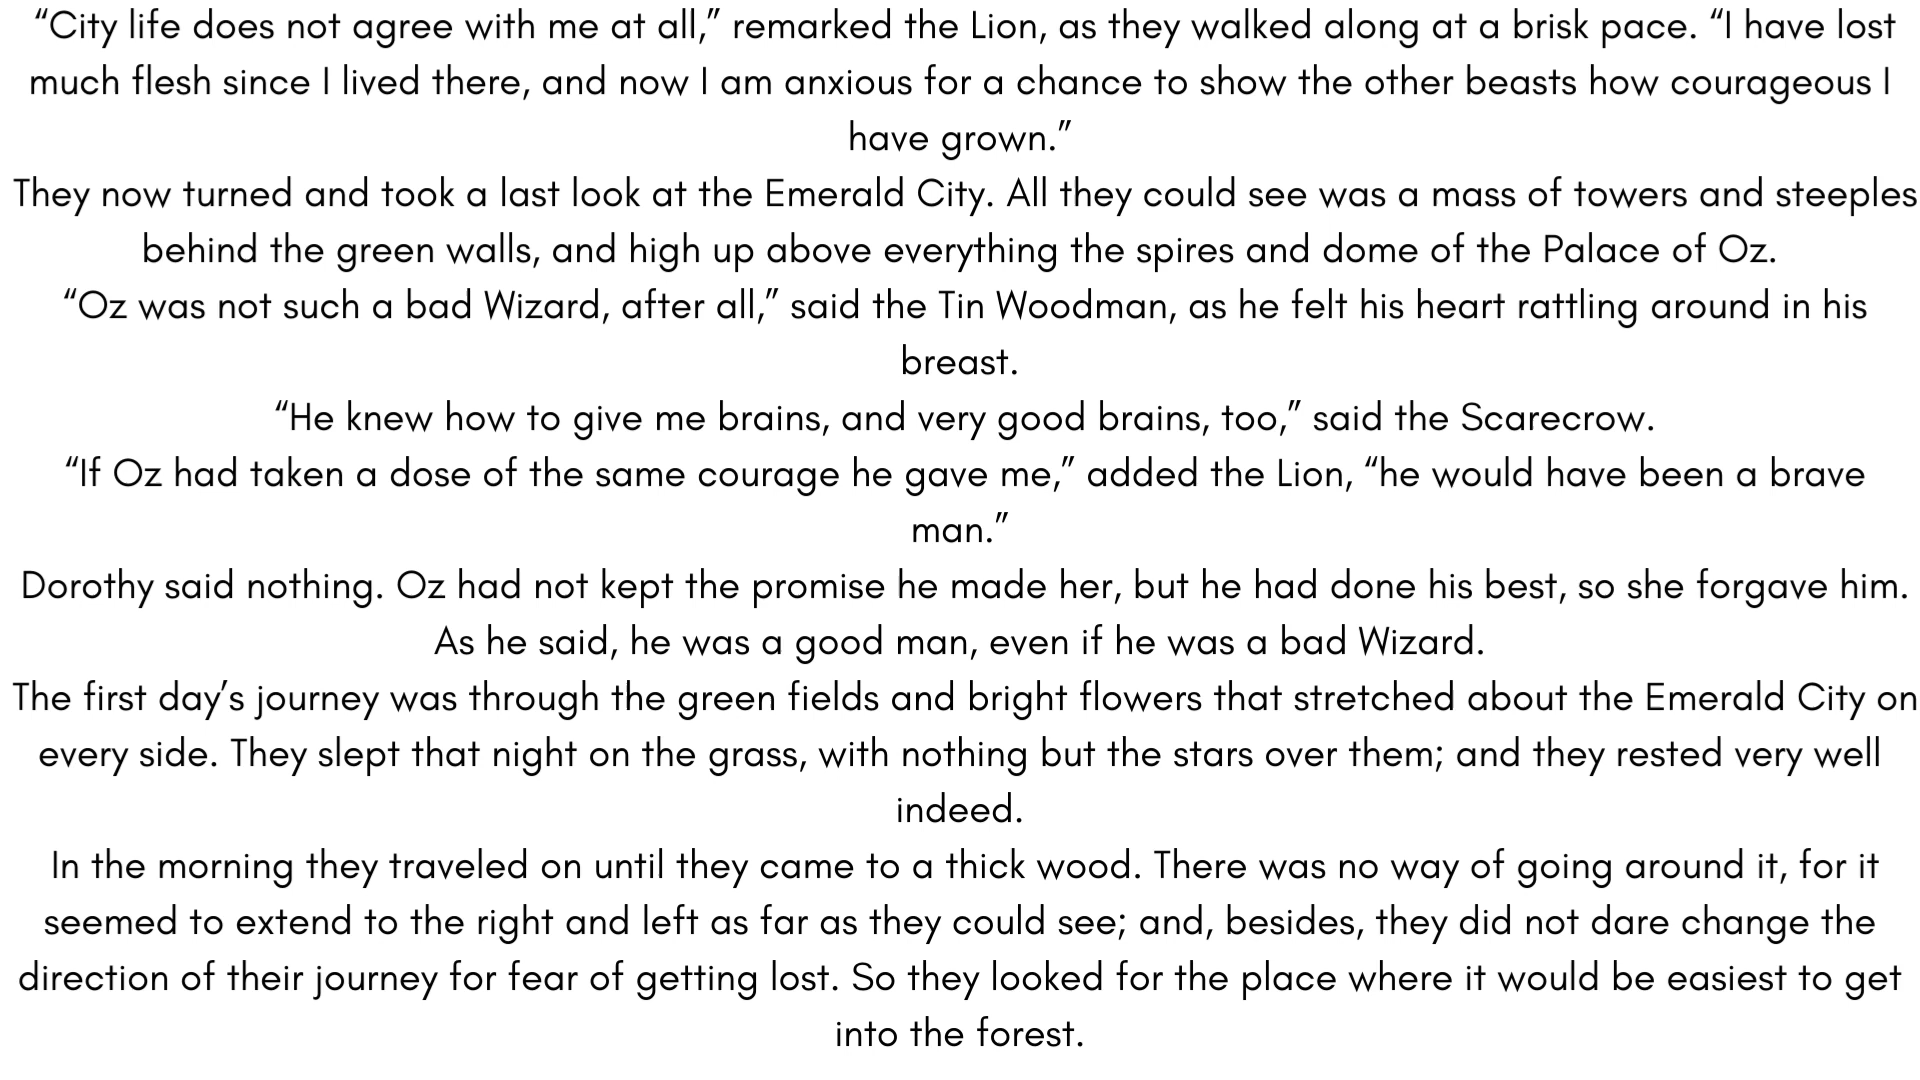 “City life does not agree with me at all,” remarked the Lion, as they walked along at a brisk pace. “I have lost
much flesh since I lived there, and now I am anxious for a chance to show the other beasts how courageous I
have grown.”
They now turned and took a last look at the Emerald City. All they could see was a mass of towers and steeples
behind the green walls, and high up above everything the spires and dome of the Palace of Oz.
“Oz was not such a bad Wizard, after all,” said the Tin Woodman, as he felt his heart rattling around in his
breast.
“He knew how to give me brains, and very good brains, too,” said the Scarecrow.
“If Oz had taken a dose of the same courage he gave me,” added the Lion, “he would have been a brave
man.”
Dorothy said nothing. Oz had not kept the promise he made her, but he had done his best, so she forgave him.
As he said, he was a good man, even if he was a bad Wizard.
The first day’s journey was through the green fields and bright flowers that stretched about the Emerald City on
every side. They slept that night on the grass, with nothing but the stars over them; and they rested very well
indeed.
In the morning they traveled on until they came to a thick wood. There was no way of going around it, for it
seemed to extend to the right and left as far as they could see; and, besides, they did not dare change the
direction of their journey for fear of getting lost. So they looked for the place where it would be easiest to get
into the forest.